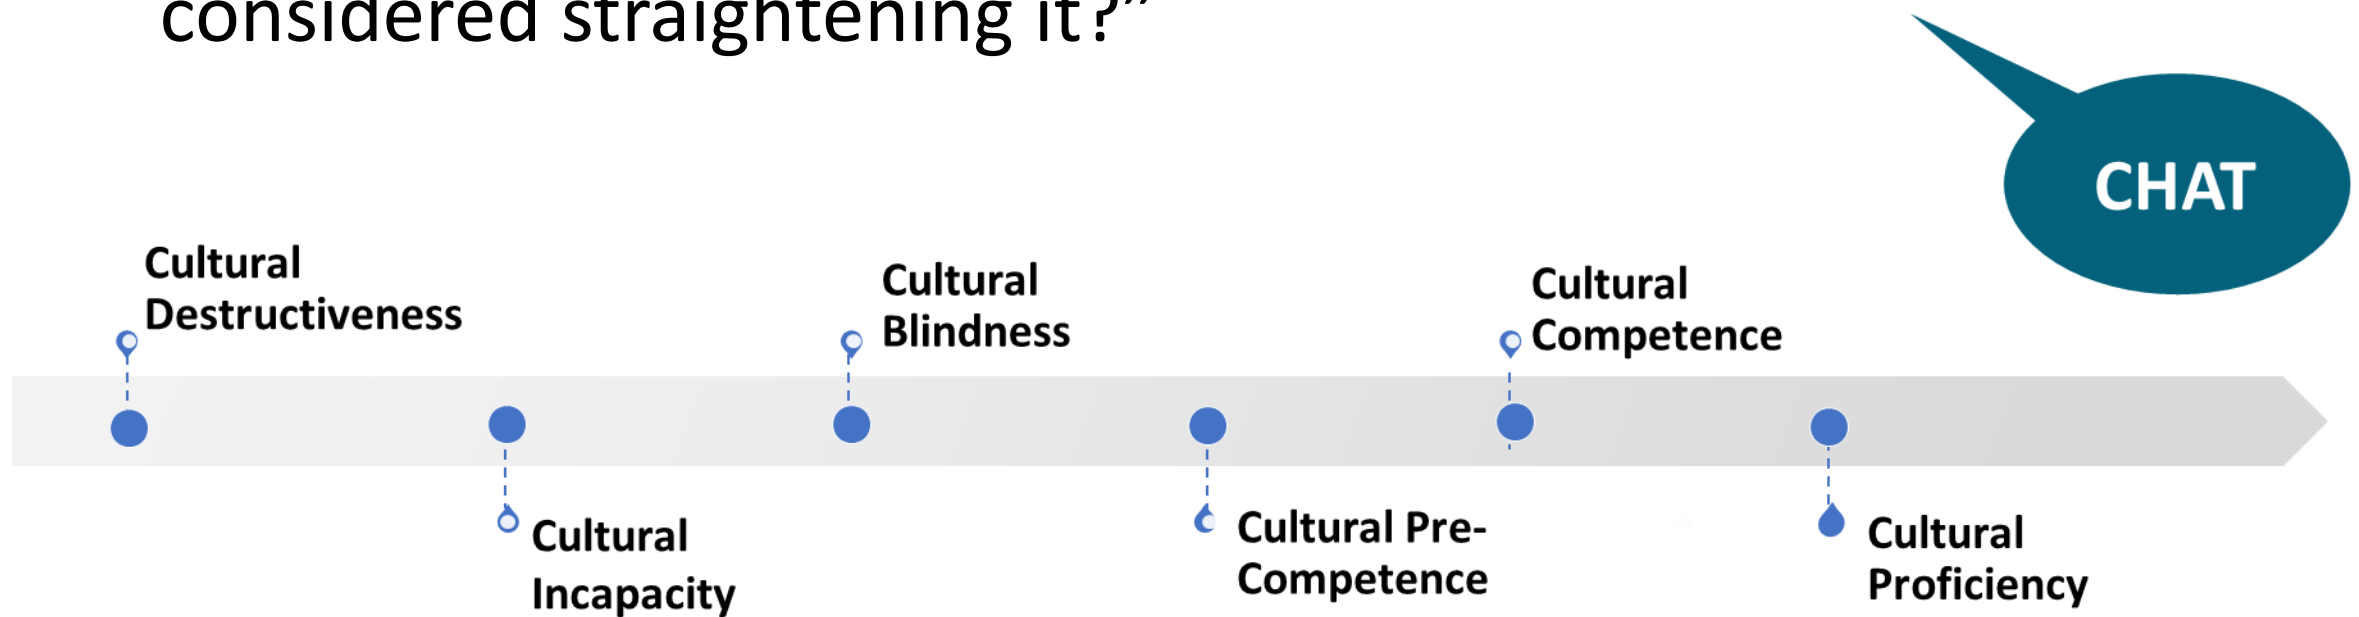 considered straightening it?”
CHAT
Cultural
Destructiveness
Cultural
Blindness
Cultural
Competence
Cultural
Incapacity
Cultural Pre-
Competence
Cultural
Proficiency